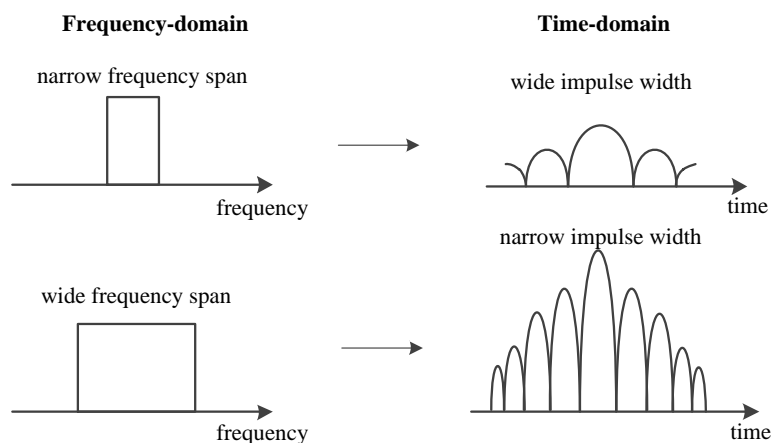 Frequency-domain
Time-domain
narrow frequency span
wide impulse width
frequency
time
narrow impulse width
wide frequency span
frequency
time